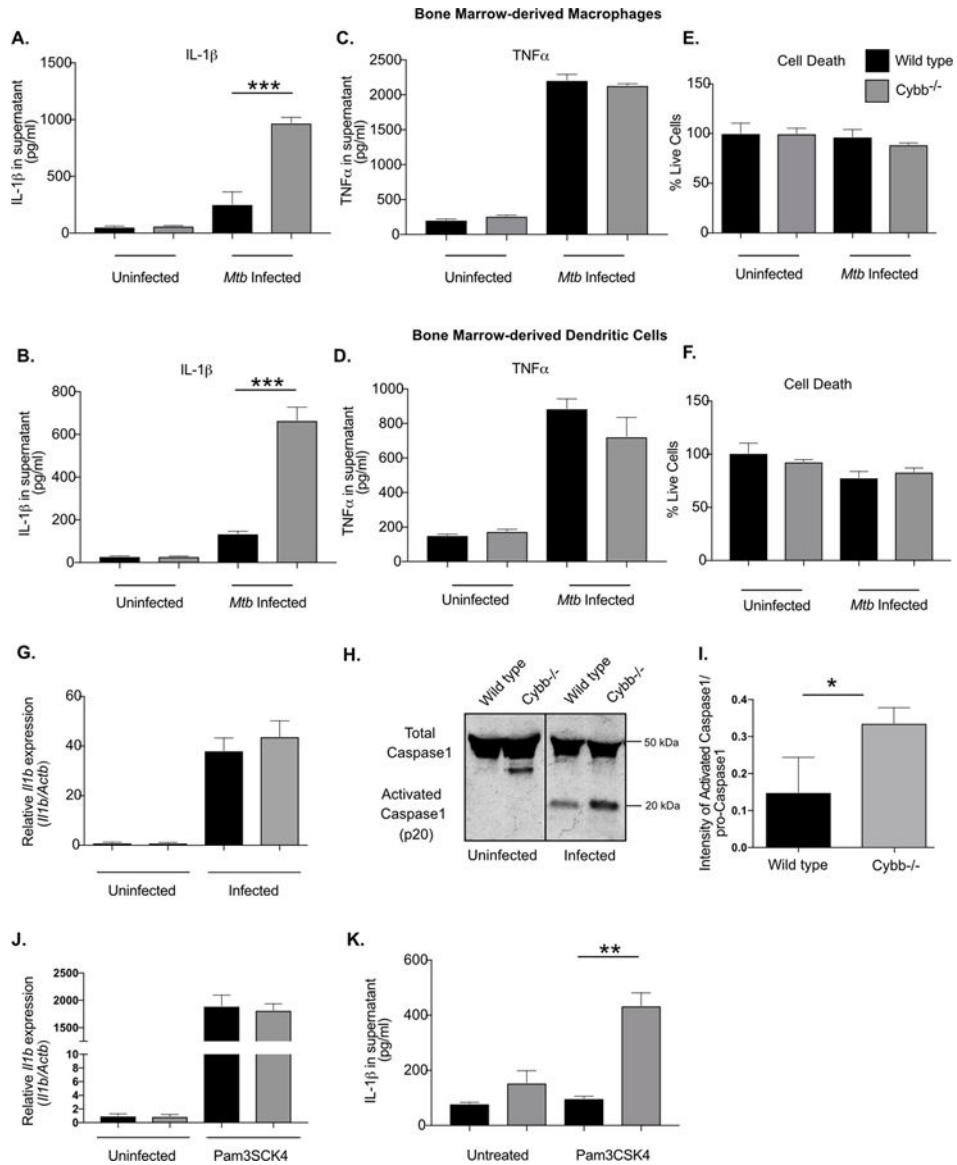 Bone Marrow-derived Macrophages
A.
IL-1β
IL-1β in supernatant
(pg/ml)
1500
1000
500
0
***
Uninfected
Mtb Infected
C.
TNFα
TNFα in supernatant
(pg/ml)
2500
2000
1500
1000
500
0
Uninfected
Mtb Infected
E.
Cell Death
Wild type
Cybb-/-
% Live Cells
150
100
50
0
Uninfected
Mtb Infected
Bone Marrow-derived Dendritic Cells
B.
IL-1β
IL-1β in supernatant
(pg/ml)
800
600
400
200
0
***
Uninfected
Mtb Infected
D.
TNFα
TNFα in supernatant
(pg/ml)
1000
800
600
400
200
0
Uninfected
Mtb Infected
F.
Cell Death
% Live Cells
150
100
50
0
Uninfected
Mtb Infected
G.
Relative Il1b expression
(Il1b/Actb)
60
40
20
0
Uninfected
Infected
H.
Wild type
Cybb-/-
Wild type
Cybb-/-
Total
Caspase1
Activated
Caspase1
(p20)
50 kDa
20 kDa
Uninfected
Infected
I.
Intensity of Activated Caspase1/
pro-Caspase1
0.4
0.3
0.2
0.1
0.0
*
Wild type
Cybb-/-
J.
Relative Il1b expression
(Il1b/Actb)
2500
2000
1500
10
8
6
4
2
0
Uninfected
Pam3SCK4
K.
IL-1β in supernatant
(pg/ml)
600
400
200
0
**
Untreated
Pam3CSK4